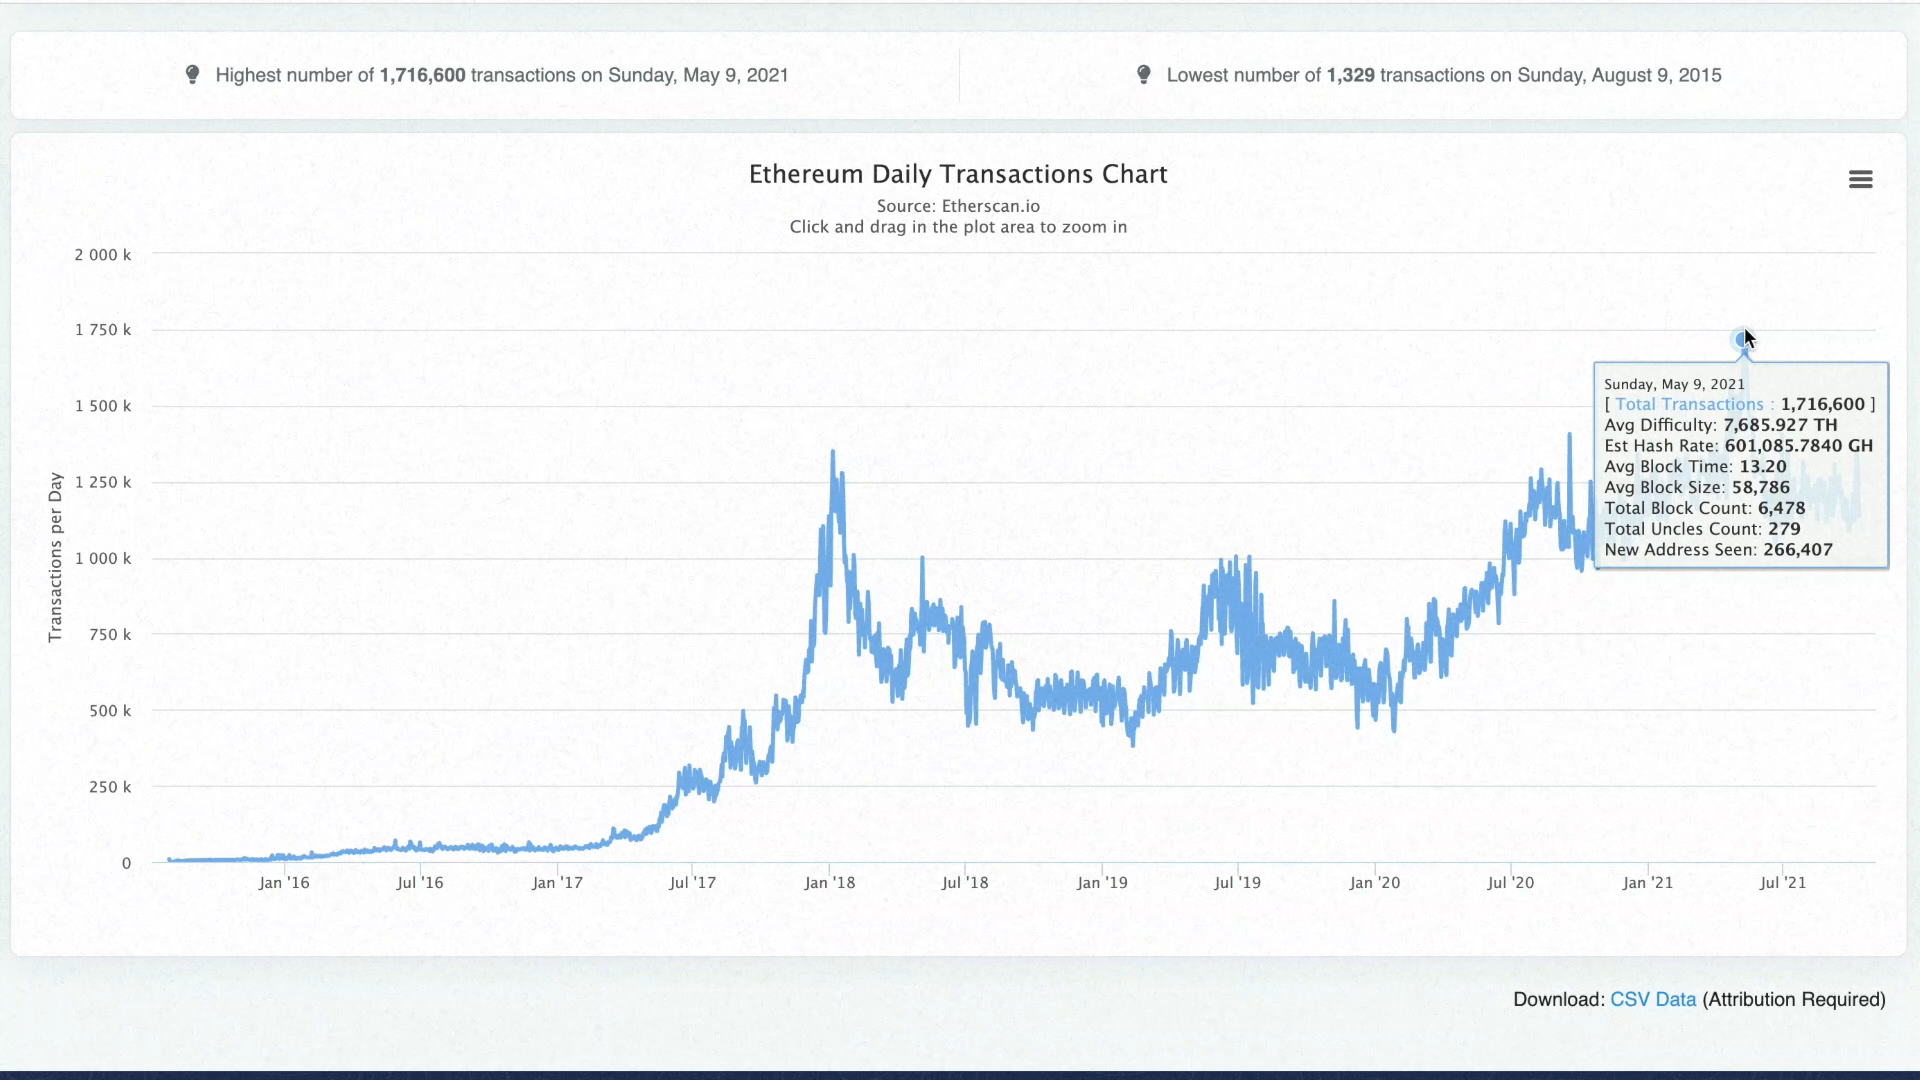 Highest number of 1,716,600 transactions on Sunday, May 9, 2021
Lowest number of 1,329 transactions on Sunday, August 9, 2015
Ethereum Daily Transactions Chart
Source: Etherscan.io
Click and drag in the plot area to zoom in
Transactions per Day
2 000 k
1 750 k
1 500 k
1 250 k
1 000 k
750 k
500 k
250 k
0
Sunday, May 9, 2021
[ Total Transactions : 1,716,600 ]
Avg Difficulty: 7,685.927 TH
Est Hash Rate: 601,085.7840 GH
Avg Block Time: 13.20
Avg Block Size: 58,786
Total Block Count: 6,478
Total Uncles Count: 279
New Address Seen: 266,407
Jan '16 Jul '16 Jan '17 Jul '17 Jan '18 Jul '18 Jan '19 Jul '19 Jan '20 Jul '20 Jan '21 Jul '21
Download: CSV Data (Attribution Required)